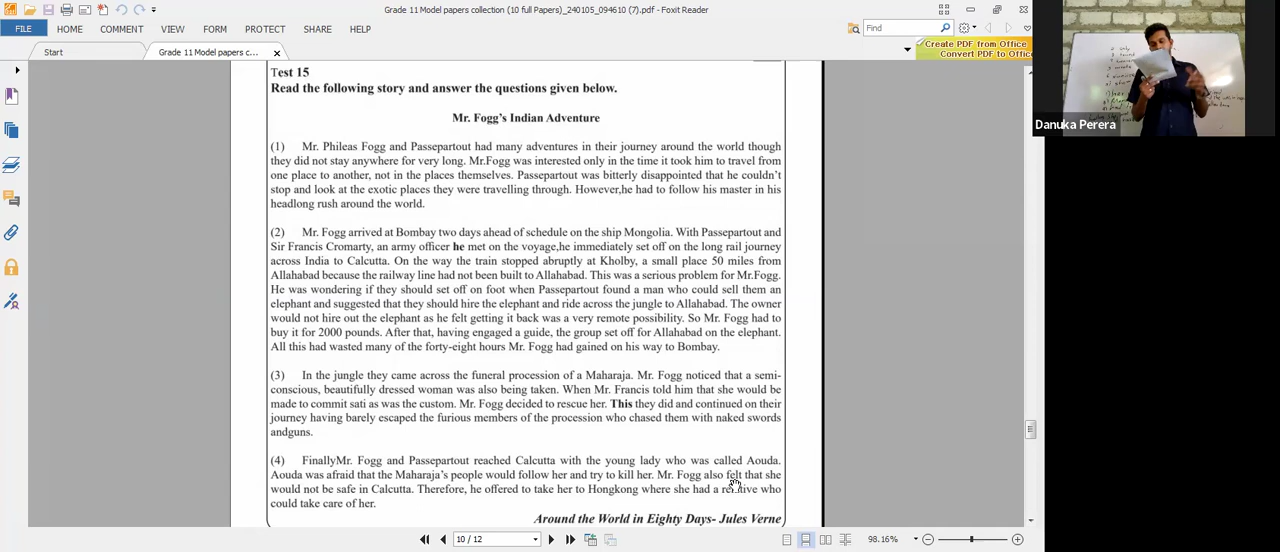 Grade 11 Model papers collection (10 full Papers)_240105_094610 (7).pdf - Foxit Reader
FILE HOME COMMENT VIEW FORM PROTECT SHARE HELP
Find
Start Grade 11 Model papers c...
Create PDF from Office
Convert PDF to Office
Test 15
Read the following story and answer the questions given below.
Mr. Fogg's Indian Adventure
(1) Mr. Phileas Fogg and Passepartout had many adventures in their journey around the world though
they did not stay anywhere for very long. Mr.Fogg was interested only in the time it took him to travel from
one place to another, not in the places themselves. Passepartout was bitterly disappointed that he couldn't
stop and look at the exotic places they were travelling through. However,he had to follow his master in his
headlong rush around the world.
(2) Mr. Fogg arrived at Bombay two days ahead of schedule on the ship Mongolia. With Passepartout and
Sir Francis Cromarty, an army officer he met on the voyage,he immediately set off on the long rail journey
across India to Calcutta. On the way the train stopped abruptly at Kholby, a small place 50 miles from
Allahabad because the railway line had not been built to Allahabad. This was a serious problem for Mr.Fogg.
He was wondering if they should set off on foot when Passepartout found a man who could sell them an
elephant and suggested that they should hire the elephant and ride across the jungle to Allahabad. The owner
would not hire out the elephant as he felt getting it back was a very remote possibility. So Mr. Fogg had to
buy it for 2000 pounds. After that, having engaged a guide, the group set off for Allahabad on the elephant.
All this had wasted many of the forty-eight hours Mr. Fogg had gained on his way to Bombay.
(3) In the jungle they came across the funeral procession of a Maharaja. Mr. Fogg noticed that a semi-
conscious, beautifully dressed woman was also being taken. When Mr. Francis told him that she would be
made to commit sati as was the custom. Mr. Fogg decided to rescue her. This they did and continued on their
journey having barely escaped the furious members of the procession who chased them with naked swords
andguns.
(4) FinallyMr. Fogg and Passepartout reached Calcutta with the young lady who was called Aouda.
Aouda was afraid that the Maharaja's people would follow her and try to kill her. Mr. Fogg also felt that she
would not be safe in Calcutta. Therefore, he offered to take her to Hongkong where she had a relative who
could take care of her.
Around the World in Eighty Days- Jules Verne
10 / 12
98.16%
Danuka Perera